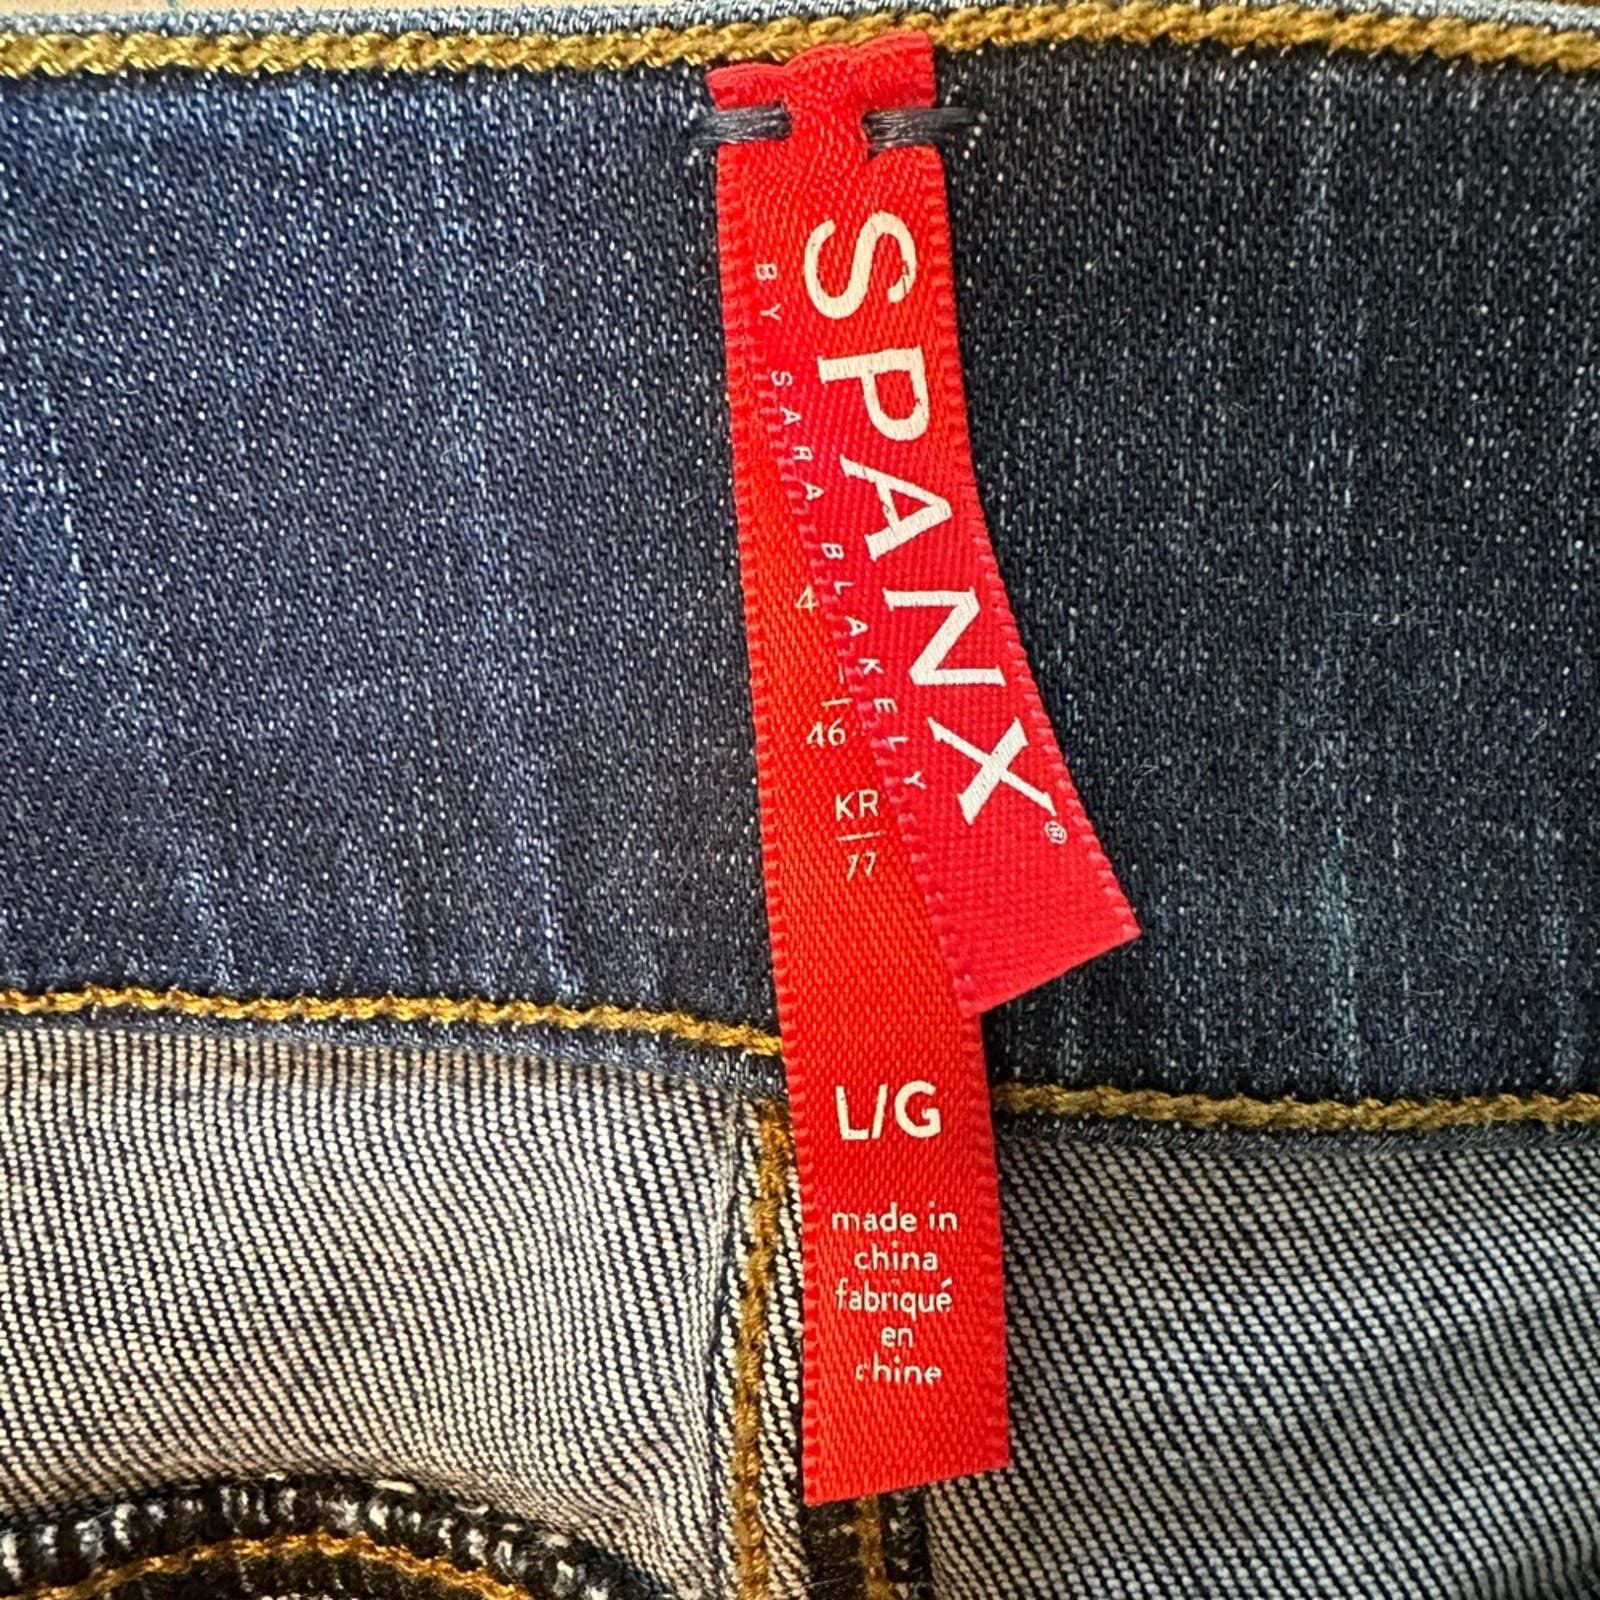 SPANX®
BY SARA BLAKELY
4
46
KR
77
L/G
made in
china
fabriqué
en
chine